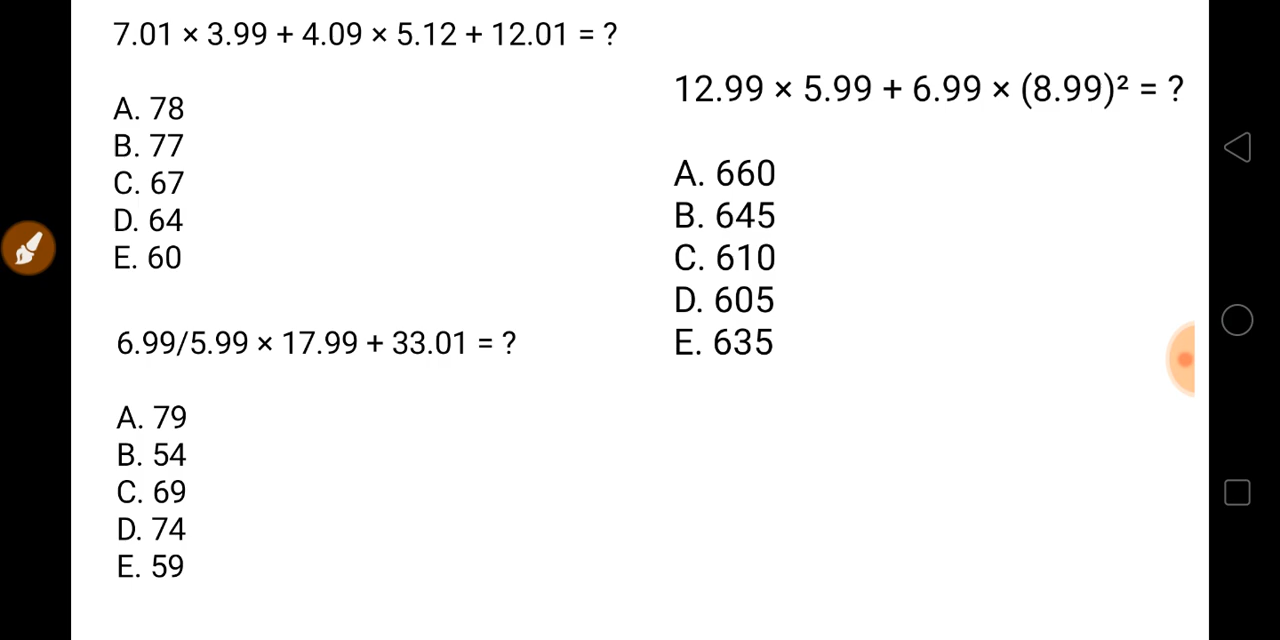 7.01 × 3.99 + 4.09 × 5.12 + 12.01 = ?
A. 78
B. 77
C. 67
D. 64
E. 60
6.99/5.99 × 17.99 + 33.01 = ?
A. 79
B. 54
C. 69
D. 74
E. 59
12.99 × 5.99 + 6.99 × (8.99)² = ?
A. 660
B. 645
C. 610
D. 605
E. 635